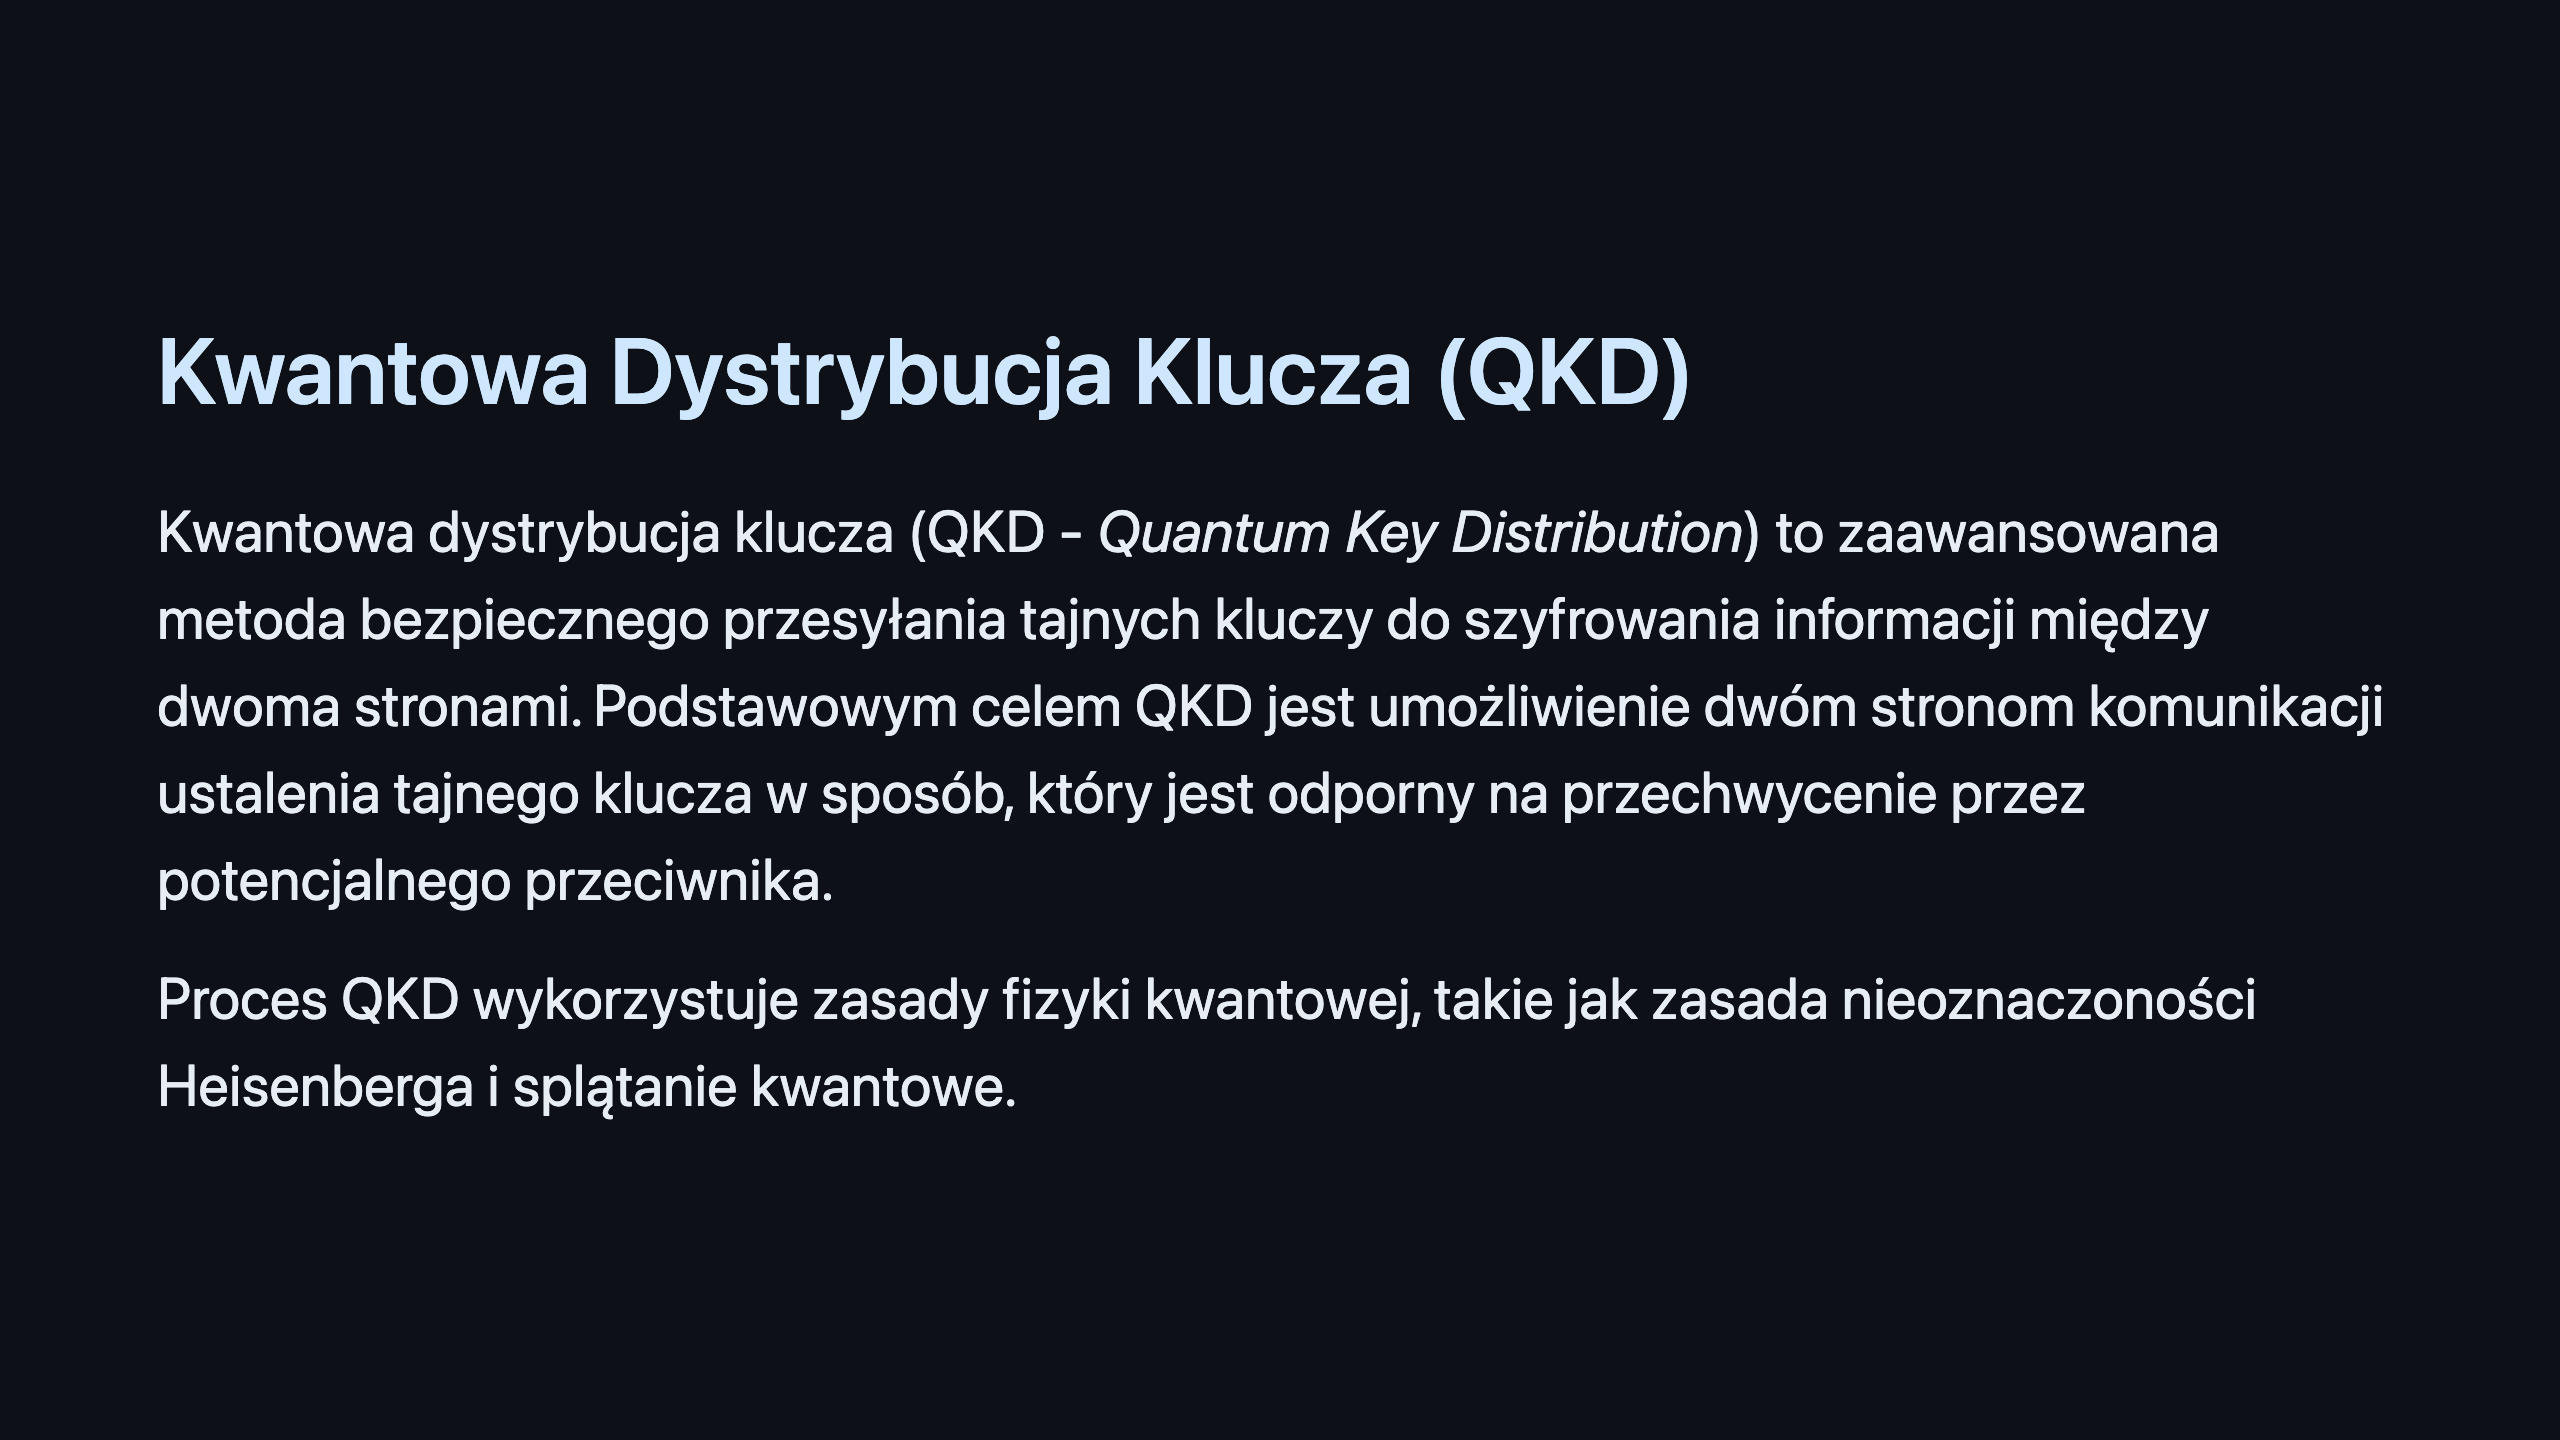 Kwantowa Dystrybucja Klucza (QKD)
Kwantowa dystrybucja klucza (QKD - Quantum Key Distribution) to zaawansowana
metoda bezpiecznego przesyłania tajnych kluczy do szyfrowania informacji między
dwoma stronami. Podstawowym celem QKD jest umożliwienie dwóm stronom komunikacji
ustalenia tajnego klucza w sposób, który jest odporny na przechwycenie przez
potencjalnego przeciwnika.
Proces QKD wykorzystuje zasady fizyki kwantowej, takie jak zasada nieoznaczoności
Heisenberga i splątanie kwantowe.